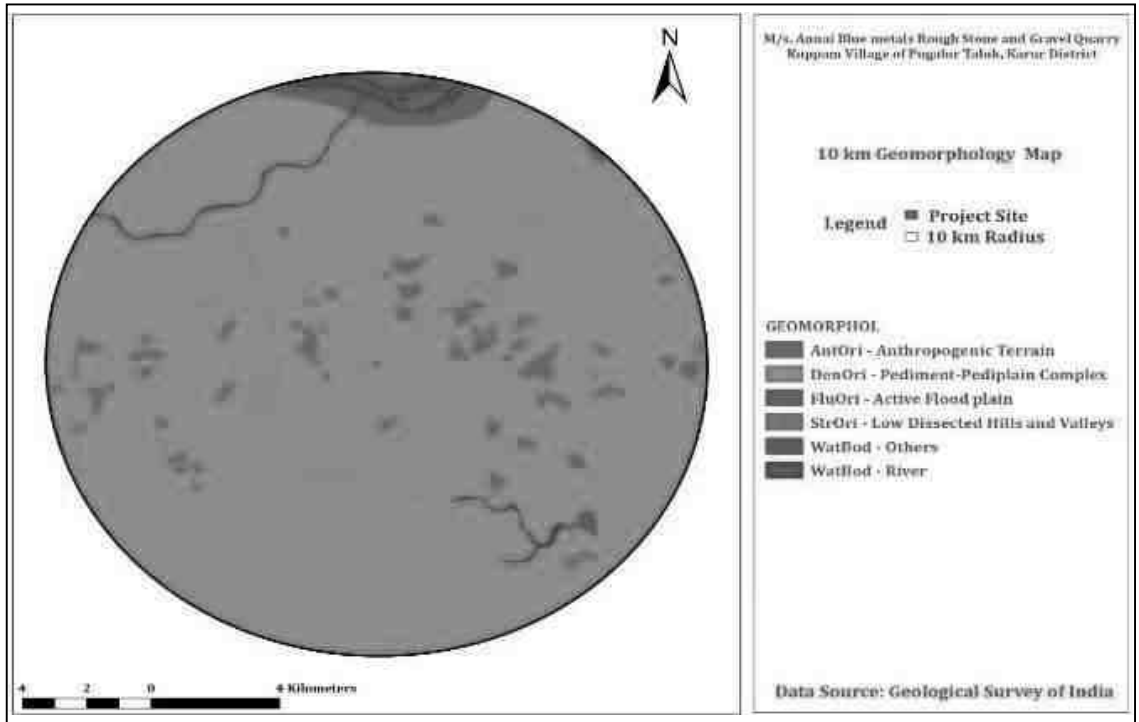 N
M/s. Annai Blue metals Rough Stone and Gravel Quarry
Kuppam Village of Pugalur Taluk, Karur District
10 km Geomorphology Map
Legend
Project Site
10 km Radius
GEOMORPHOL
AntOri - Anthropogenic Terrain
DenOri - Pediment-Pediplain Complex
FluOri - Active Flood plain
StrOri - Low Dissected Hills and Valleys
WatBod - Others
WatBod - River
4 2 0 4 Kilometers
Data Source: Geological Survey of India